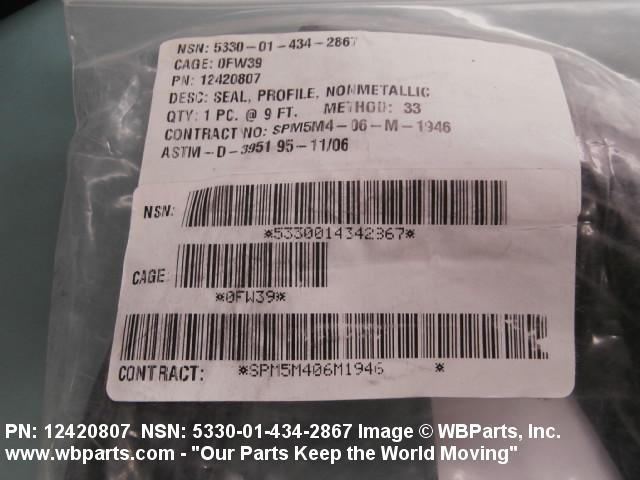 NSN: 5330-01-434-2867
CAGE: 0FW39
PN: 12420807
DESC: SEAL, PROFILE, NONMETALLIC
QTY: 1 PC. @ 9 FT. METHOD: 33
CONTRACT NO: SPM5M4-06-M-1946
ASTM-D-3951 95-11/06
NSN:
*5330014342867*
CAGE:
*0FW39*
CONTRACT: *SPM5M406M1946 *
PN: 12420807 NSN: 5330-01-434-2867 Image © WBParts, Inc.
www.wbparts.com - "Our Parts Keep the World Moving"